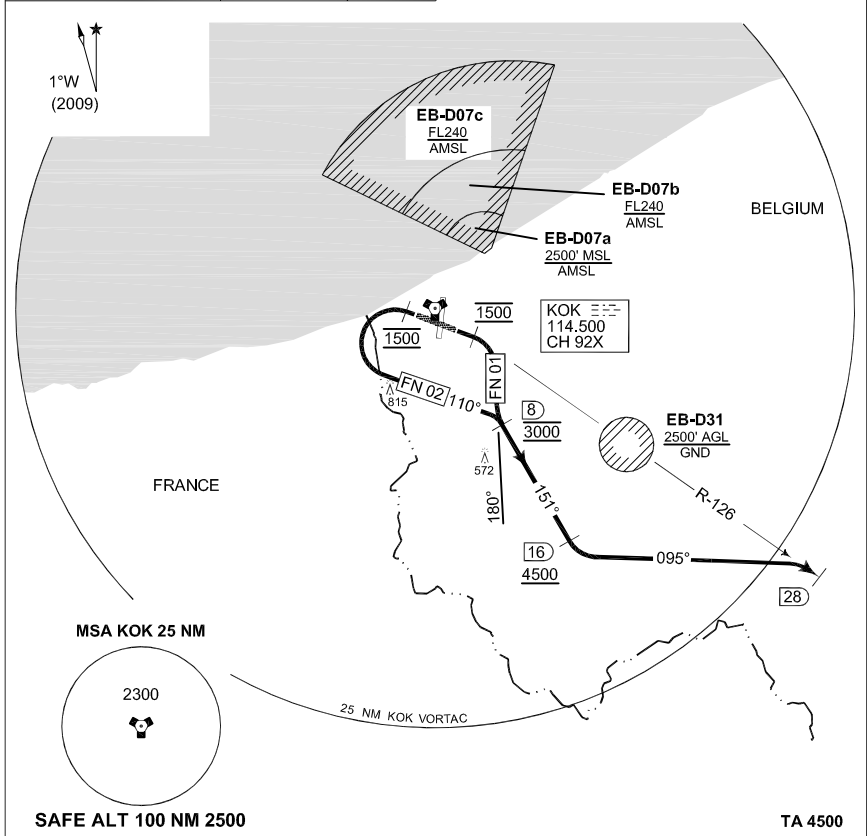 1°W
(2009)
EB-D07c
FL240
AMSL
EB-D07b
FL240
AMSL
BELGIUM
EB-D07a
2500' MSL
AMSL
1500
1500
KOK
114.500
CH 92X
FN 01
FN 02
110°
815
8
3000
EB-D31
2500' AGL
GND
572
FRANCE
180°
151°
R-126
16
4500
095°
28
MSA KOK 25 NM
2300
25 NM KOK VORTAC
SAFE ALT 100 NM 2500
TA 4500